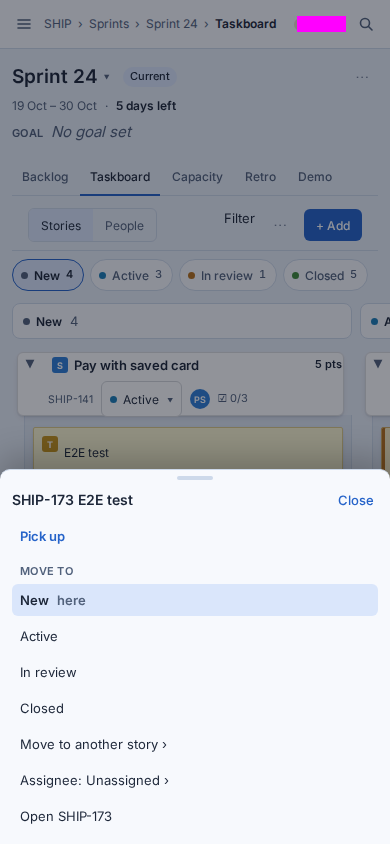 SHIP › Sprints › Sprint 24 › Taskboard
Sprint 24 ▾ Current ...
19 Oct – 30 Oct · 5 days left
GOAL No goal set
Backlog Taskboard Capacity Retro Demo
Stories People Filter ... + Add
New 4 Active 3 In review 1 Closed 5
New 4 A
▼ S Pay with saved card 5 pts ▼
SHIP-141 Active ▾ PS ☑ 0/3
T E2E test
SHIP-173 E2E test Close
Pick up
MOVE TO
New here
Active
In review
Closed
Move to another story ›
Assignee: Unassigned ›
Open SHIP-173